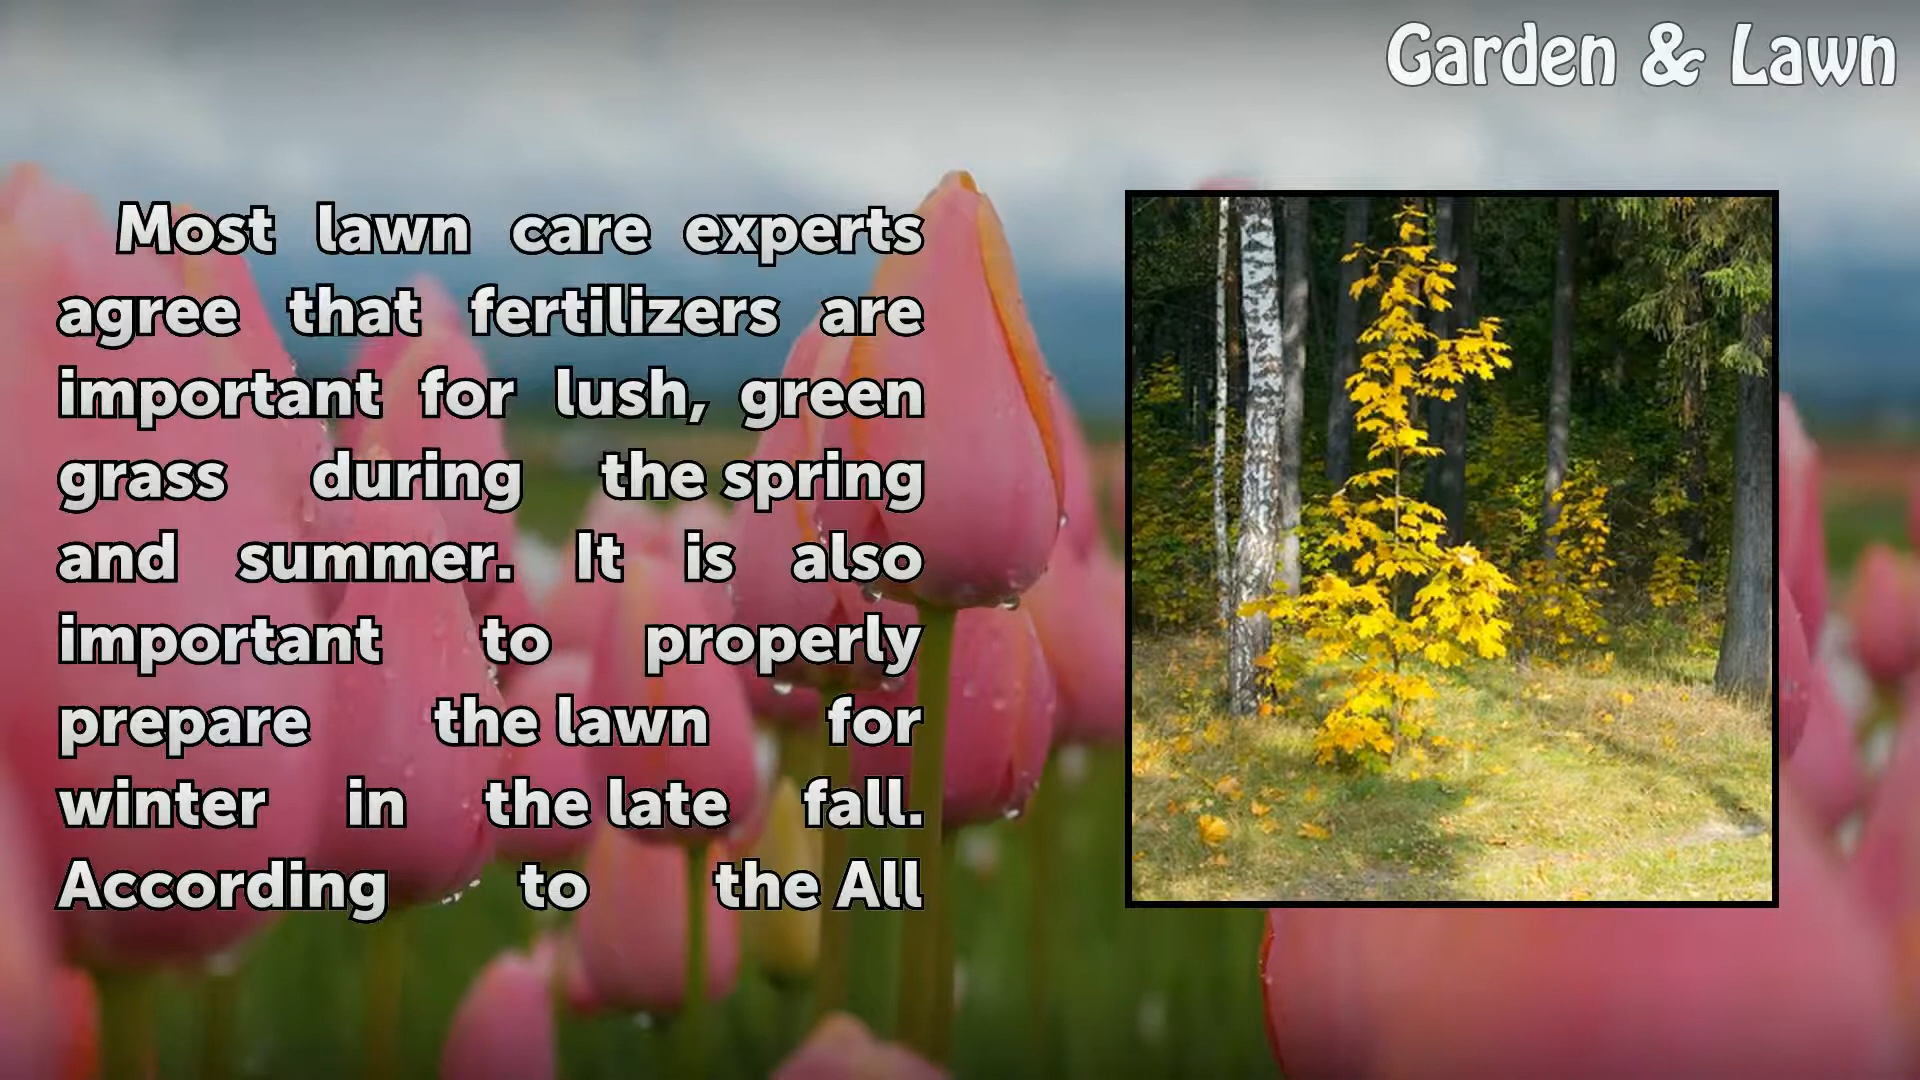 Garden & Lawn
Most lawn care experts
agree that fertilizers are
important for lush, green
grass during the spring
and summer. It is also
important to properly
prepare the lawn for
winter in the late fall.
According to the All